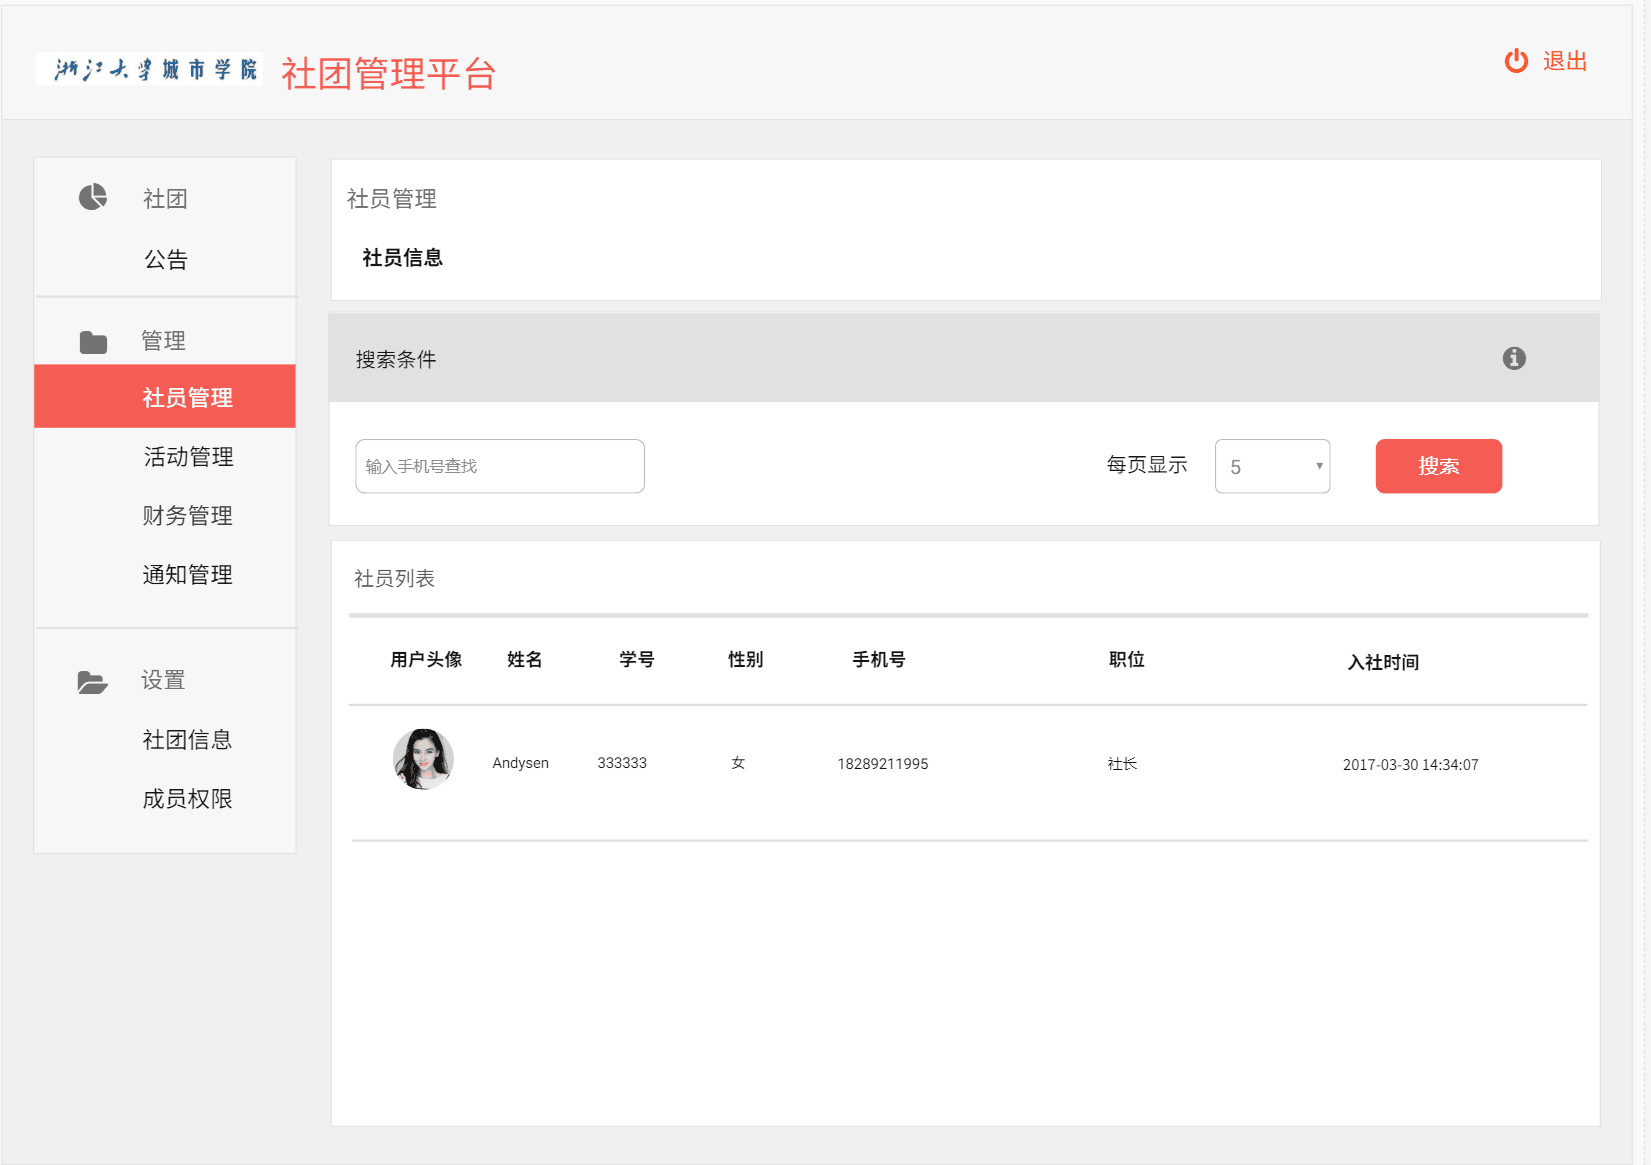 浙江大学城市学院 社团管理平台
退出
社团
公告
管理
社员管理
活动管理
财务管理
通知管理
设置
社团信息
成员权限
社员管理
社员信息
搜索条件
输入手机号查找 每页显示 5 搜索
社员列表
用户头像 姓名 学号 性别 手机号 职位 入社时间
Andysen 333333 女 18289211995 社长 2017-03-30 14:34:07